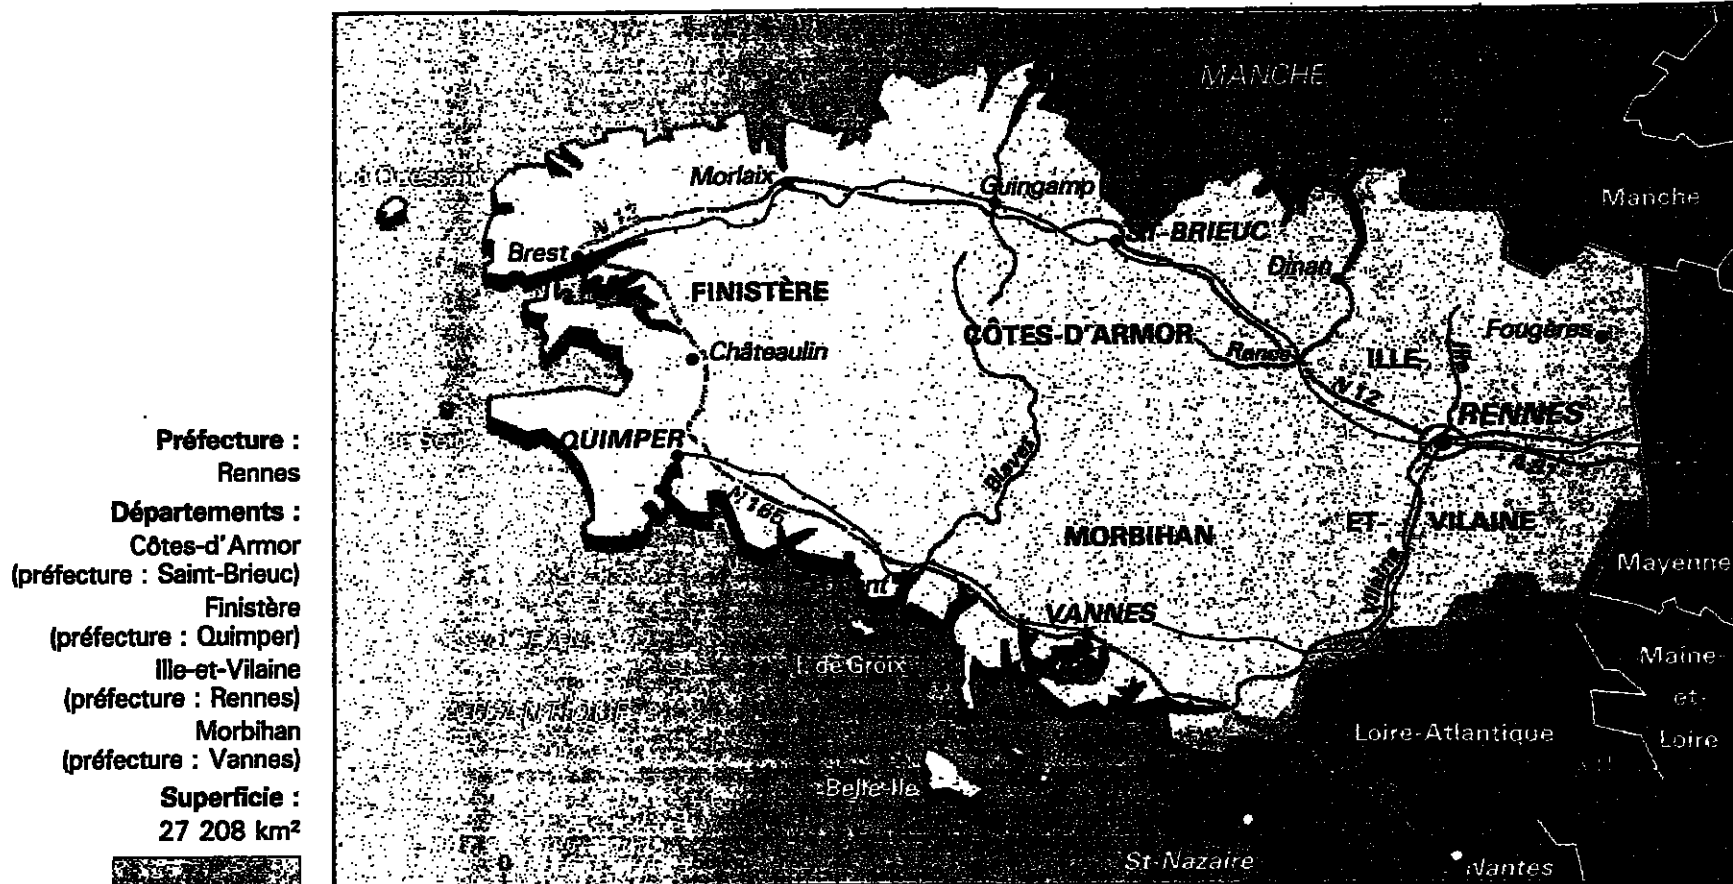 Préfecture :
Rennes
Départements :
Côtes-d'Armor
(préfecture : Saint-Brieuc)
Finistère
(préfecture : Quimper)
Ille-et-Vilaine
(préfecture : Rennes)
Morbihan
(préfecture : Vannes)
Superficie :
27 208 km²
MANCHE
Manche
Morlaix
Guingamp
N 12
ST-BRIEUC
Brest
Dinan
FINISTÈRE
CÔTES-D'ARMOR
Fougères
Châteaulin
Rance
ILLE-
Ille
N 12
RENNES
QUIMPER
Blavet
N 165
MORBIHAN
ET-
VILAINE
Vilaine
Mayenne
VANNES
I. de Groix
Maine-
et-
Loire
Loire-Atlantique
Belle-Ile
St-Nazaire
Nantes